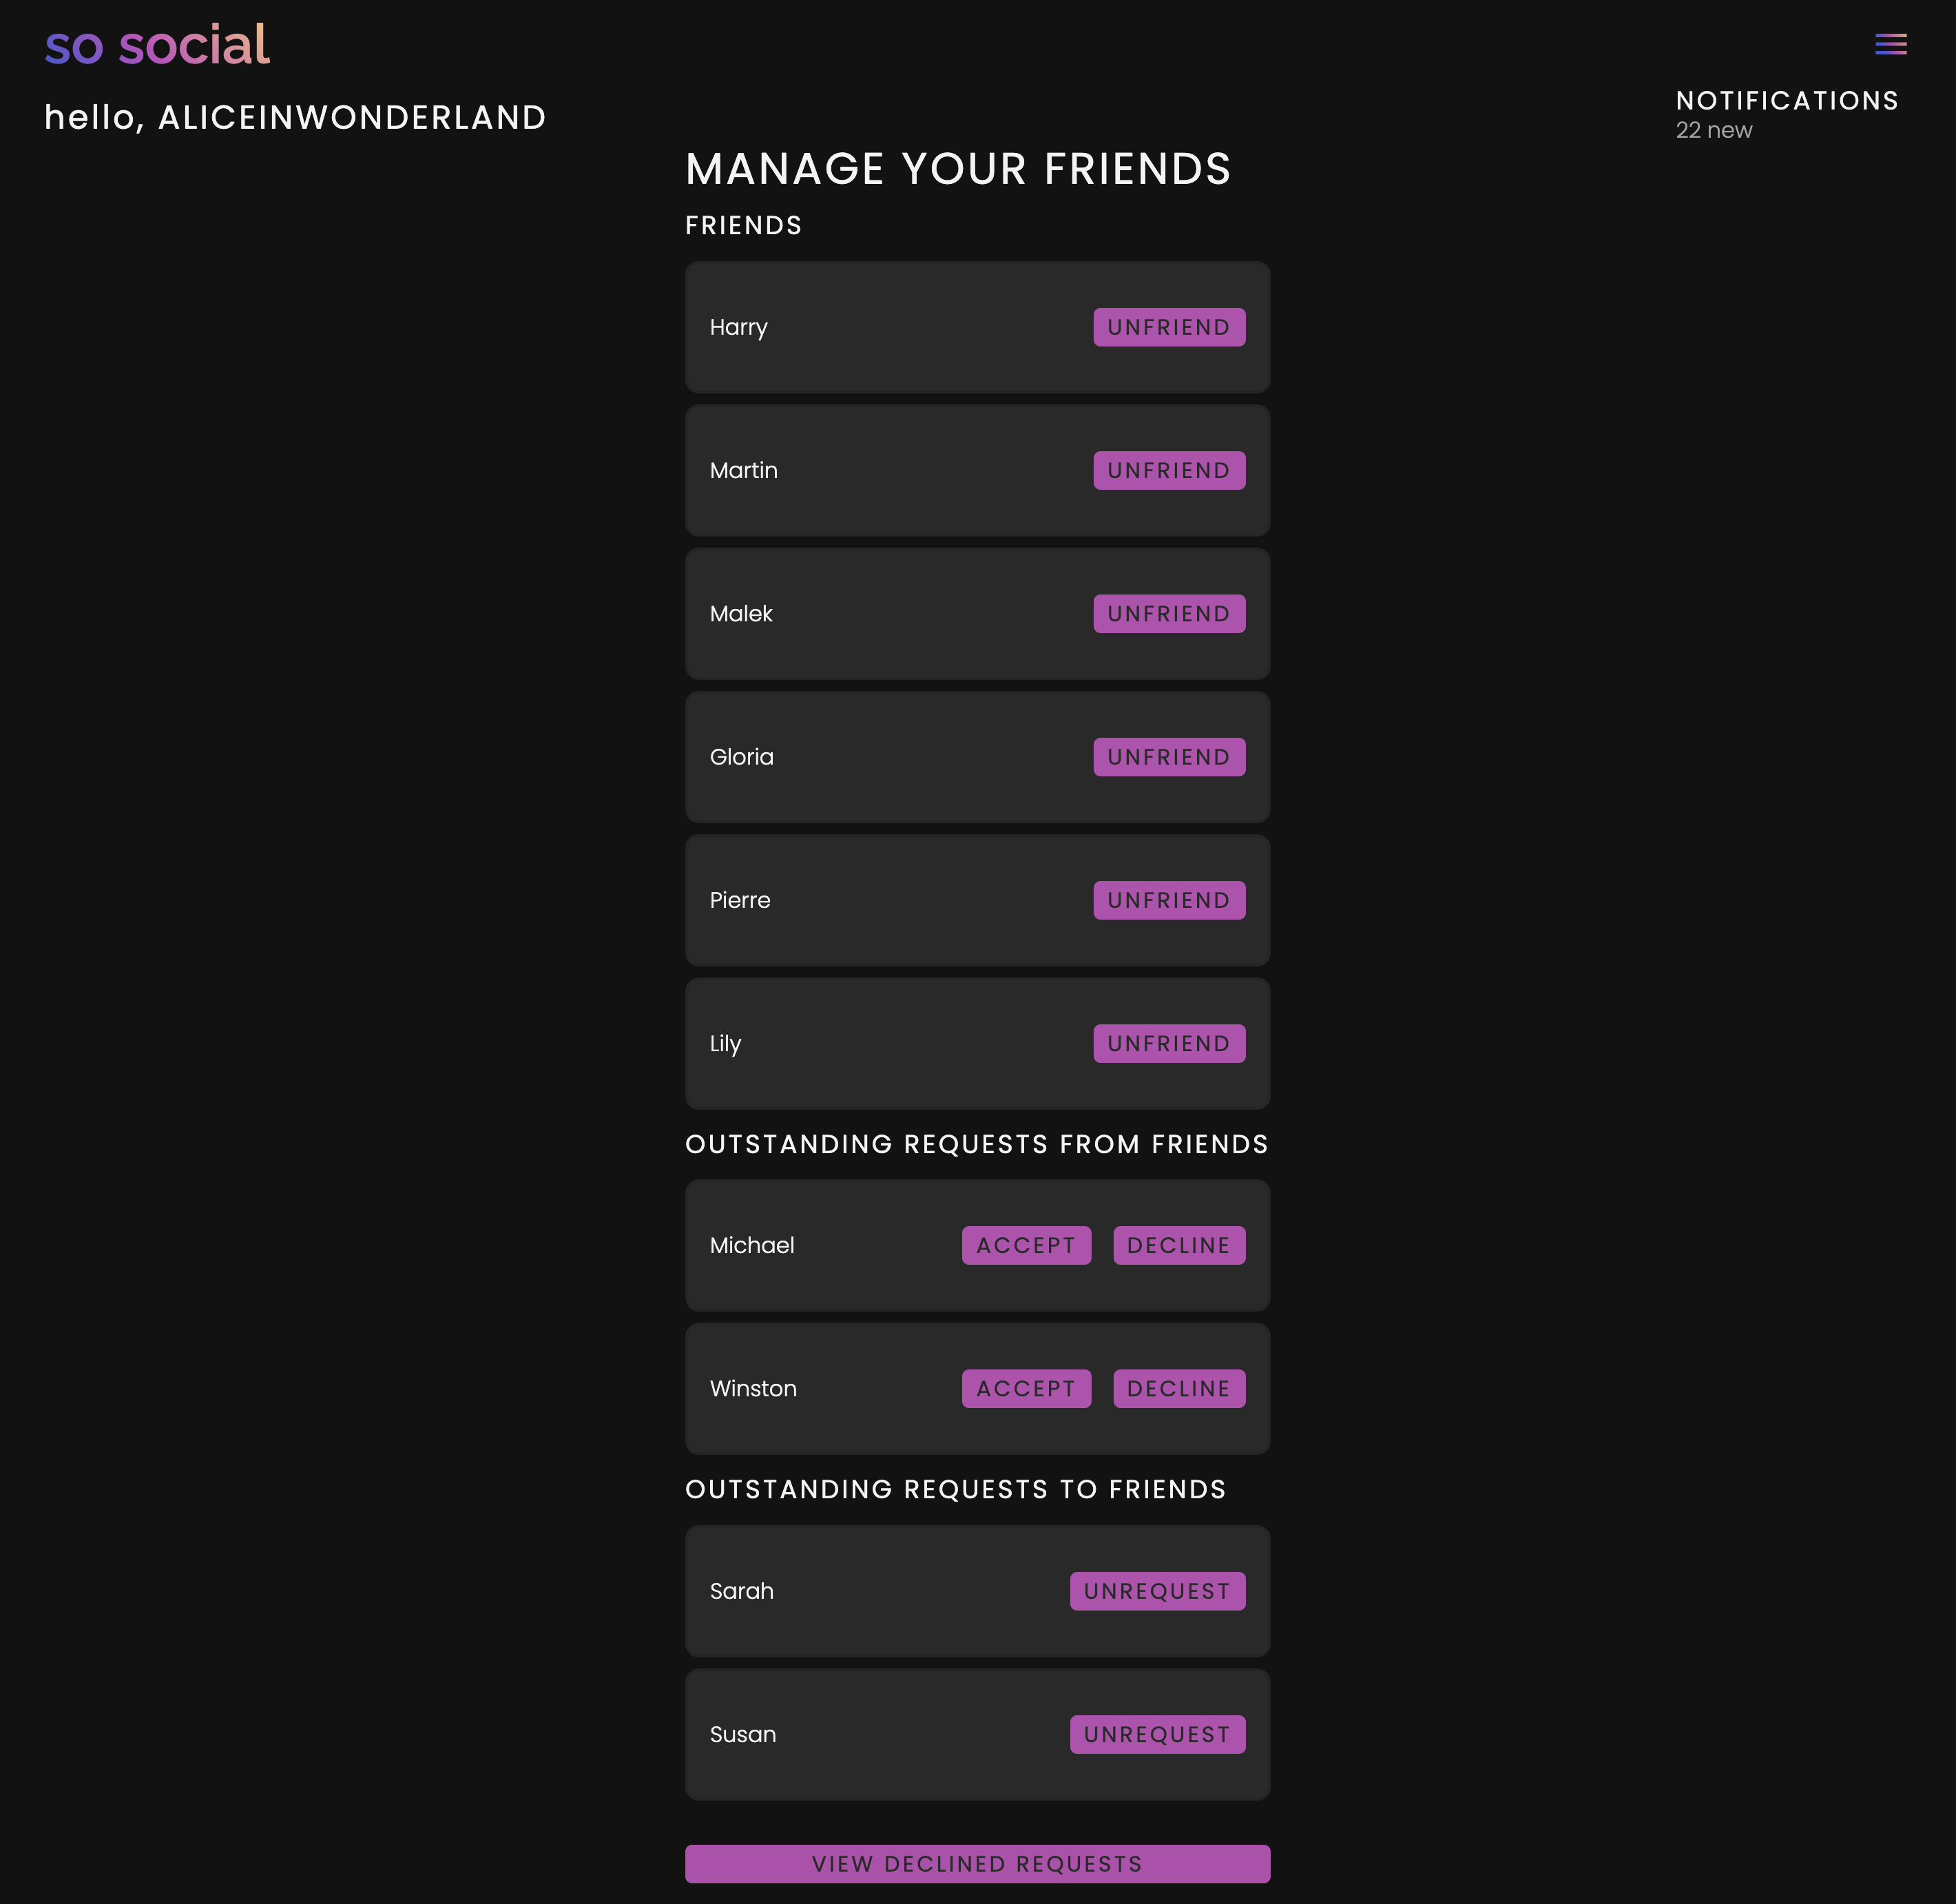 so social
hello, ALICEINWONDERLAND
NOTIFICATIONS
22 new
MANAGE YOUR FRIENDS
FRIENDS
Harry UNFRIEND
Martin UNFRIEND
Malek UNFRIEND
Gloria UNFRIEND
Pierre UNFRIEND
Lily UNFRIEND
OUTSTANDING REQUESTS FROM FRIENDS
Michael ACCEPT DECLINE
Winston ACCEPT DECLINE
OUTSTANDING REQUESTS TO FRIENDS
Sarah UNREQUEST
Susan UNREQUEST
VIEW DECLINED REQUESTS